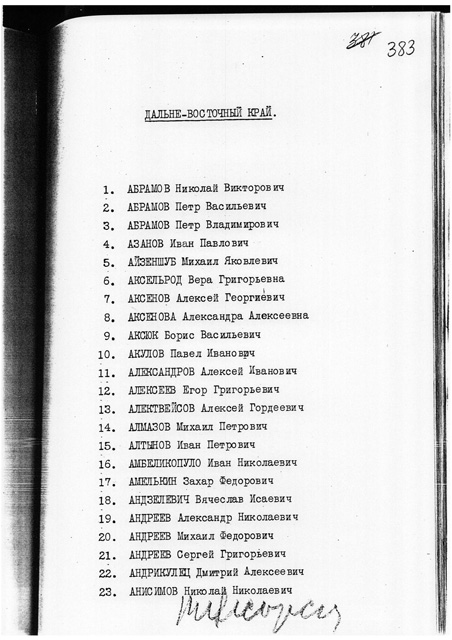 381 383
ДАЛЬНЕ-ВОСТОЧНЫЙ КРАЙ.
1. АБРАМОВ Николай Викторович
2. АБРАМОВ Петр Васильевич
3. АБРАМОВ Петр Владимирович
4. АЗАНОВ Иван Павлович
5. АЙЗЕНШУБ Михаил Яковлевич
6. АКСЕЛЬРОД Вера Григорьевна
7. АКСЕНОВ Алексей Георгиевич
8. АКСЕНОВА Александра Алексеевна
9. АКСЮК Борис Васильевич
10. АКУЛОВ Павел Иванович
11. АЛЕКСАНДРОВ Алексей Иванович
12. АЛЕКСЕЕВ Егор Григорьевич
13. АЛЕКТВЕЙСОВ Алексей Гордеевич
14. АЛМАЗОВ Михаил Петрович
15. АЛТЫНОВ Иван Петрович
16. АМБЕЛИКОПУЛО Иван Николаевич
17. АМЕЛЬКИН Захар Федорович
18. АНДЗЕЛЕВИЧ Вячеслав Исаевич
19. АНДРЕЕВ Александр Николаевич
20. АНДРЕЕВ Михаил Федорович
21. АНДРЕЕВ Сергей Григорьевич
22. АНДРИКУЛЕЦ Дмитрий Алексеевич
23. АНИСИМОВ Николай Николаевич